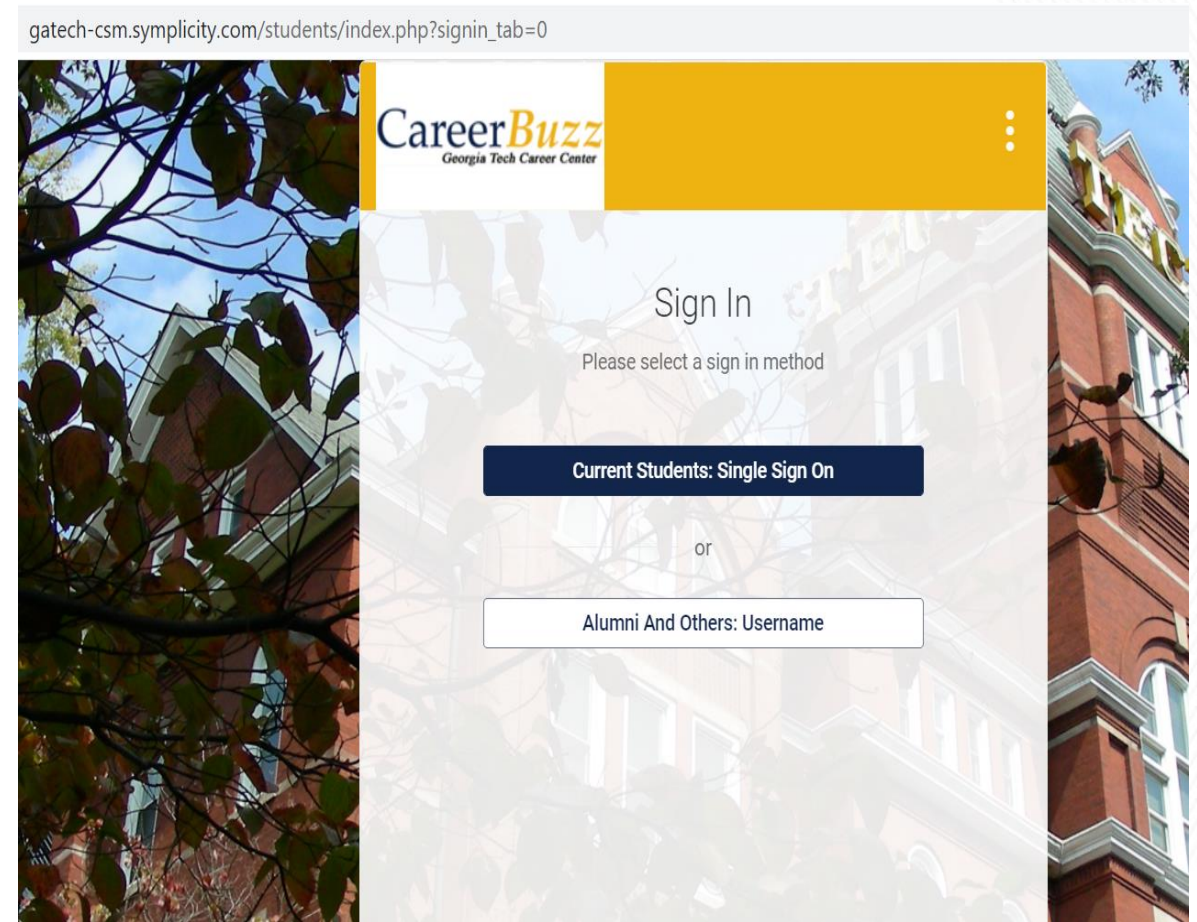 gatech-csm.symplicity.com/students/index.php?signin_tab=0
CareerBuzz
Georgia Tech Career Center
TEC
Sign In
Please select a sign in method
Current Students: Single Sign On
or
Alumni And Others: Username